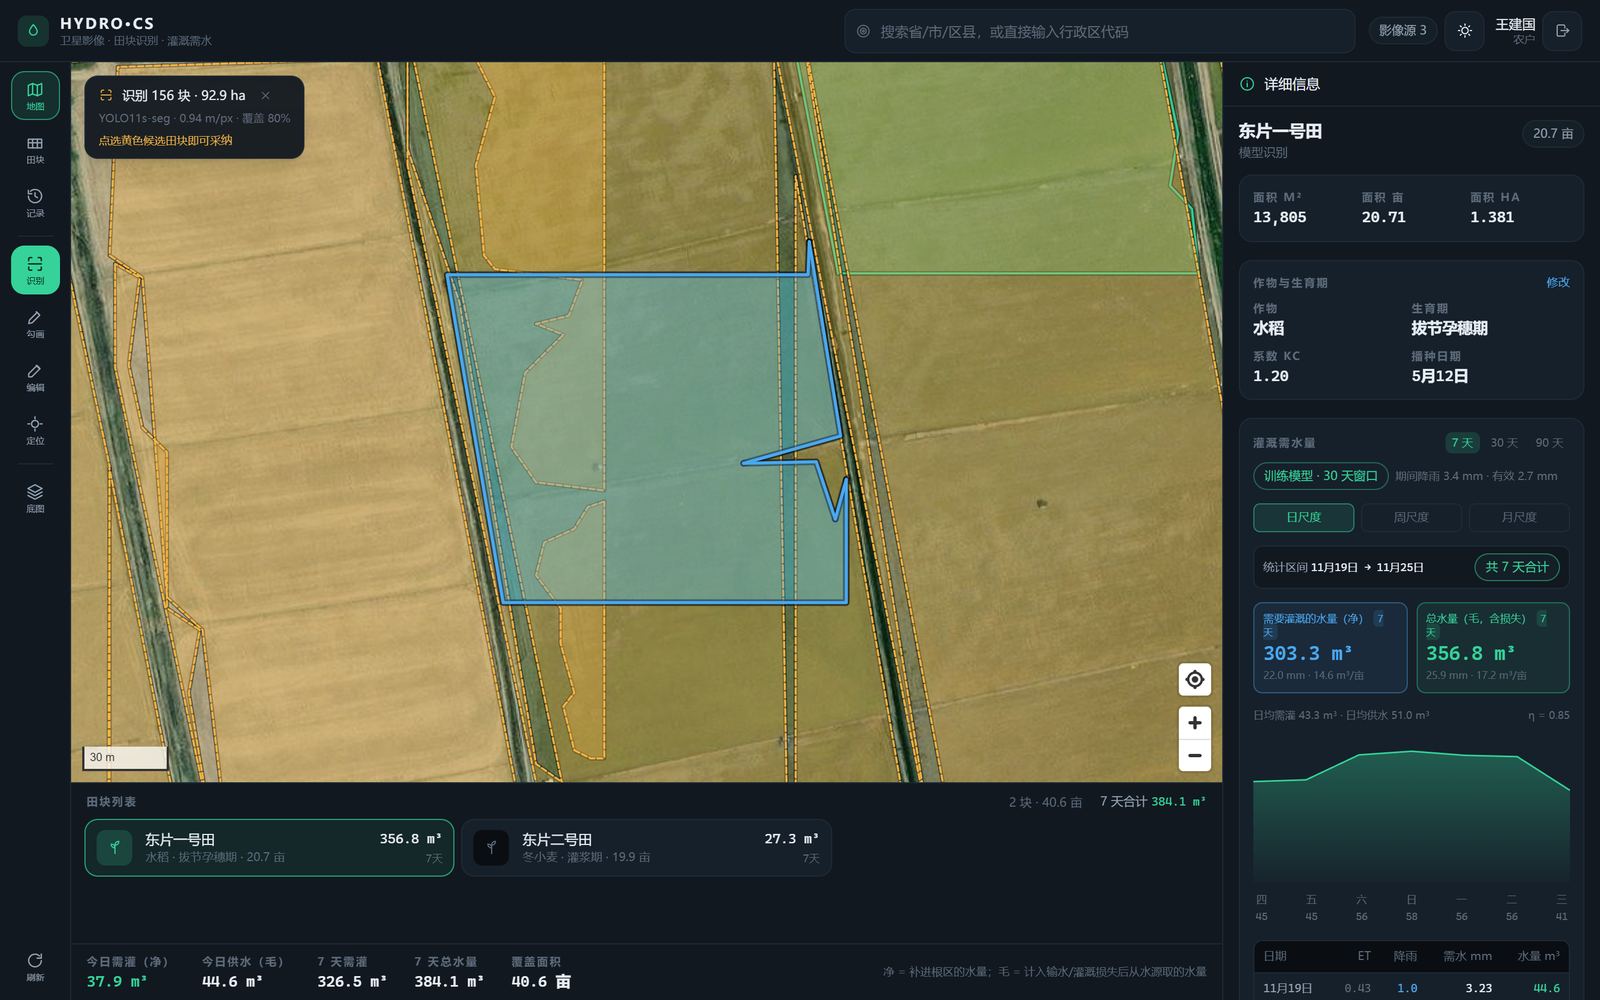 HYDRO•CS
卫星影像 · 田块识别 · 灌溉需水
搜索省/市/区县，或直接输入行政区代码
影像源 3
王建国
农户
地图
田块
记录
识别
勾画
编辑
定位
底图
刷新
识别 156 块 · 92.9 ha ×
YOLO11s-seg · 0.94 m/px · 覆盖 80%
点选黄色候选田块即可采纳
30 m
+
−
田块列表
2 块 · 40.6 亩 7 天合计 384.1 m³
东片一号田 356.8 m³
水稻 · 拔节孕穗期 · 20.7 亩 7天
东片二号田 27.3 m³
冬小麦 · 灌浆期 · 19.9 亩 7天
今日需灌（净） 今日供水（毛） 7 天需灌 7 天总水量 覆盖面积
37.9 m³ 44.6 m³ 326.5 m³ 384.1 m³ 40.6 亩
净 = 补进根区的水量；毛 = 计入输水/灌溉损失后从水源取的水量
详细信息
东片一号田 20.7 亩
模型识别
面积 M² 面积 亩 面积 HA
13,805 20.71 1.381
作物与生育期 修改
作物 生育期
水稻 拔节孕穗期
系数 KC 播种日期
1.20 5月12日
灌溉需水量 7 天 30 天 90 天
训练模型 · 30 天窗口 期间降雨 3.4 mm · 有效 2.7 mm
日尺度 周尺度 月尺度
统计区间 11月19日 → 11月25日 共 7 天合计
需要灌溉的水量（净） 7天
303.3 m³
22.0 mm · 14.6 m³/亩
总水量（毛，含损失） 7天
356.8 m³
25.9 mm · 17.2 m³/亩
日均需灌 43.3 m³ · 日均供水 51.0 m³ η = 0.85
四 五 六 日 一 二 三
45 45 56 58 56 56 41
日期 ET 降雨 需水 mm 水量 m³
11月19日 0.43 1.0 3.23 44.6